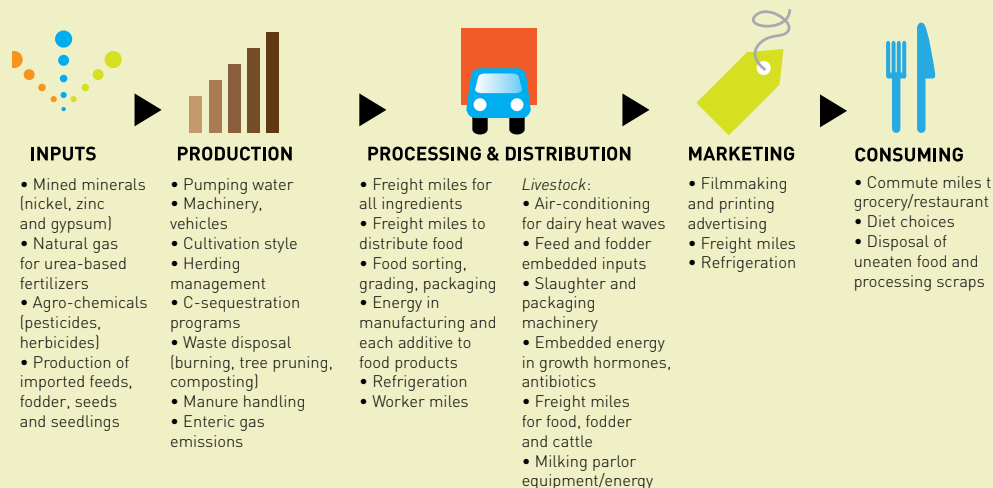 INPUTS
• Mined minerals
(nickel, zinc
and gypsum)
• Natural gas
for urea-based
fertilizers
• Agro-chemicals
(pesticides,
herbicides)
• Production of
imported feeds,
fodder, seeds
and seedlings
PRODUCTION
• Pumping water
• Machinery,
vehicles
• Cultivation style
• Herding
management
• C-sequestration
programs
• Waste disposal
(burning, tree pruning,
composting)
• Manure handling
• Enteric gas
emissions
PROCESSING & DISTRIBUTION
• Freight miles for
all ingredients
• Freight miles to
distribute food
• Food sorting,
grading, packaging
• Energy in
manufacturing and
each additive to
food products
• Refrigeration
• Worker miles
Livestock:
• Air-conditioning
for dairy heat waves
• Feed and fodder
embedded inputs
• Slaughter and
packaging
machinery
• Embedded energy
in growth hormones,
antibiotics
• Freight miles
for food, fodder
and cattle
• Milking parlor
equipment/energy
MARKETING
• Filmmaking
and printing
advertising
• Freight miles
• Refrigeration
CONSUMING
• Commute miles
grocery/restaurant
• Diet choices
• Disposal of
uneaten food and
processing scraps